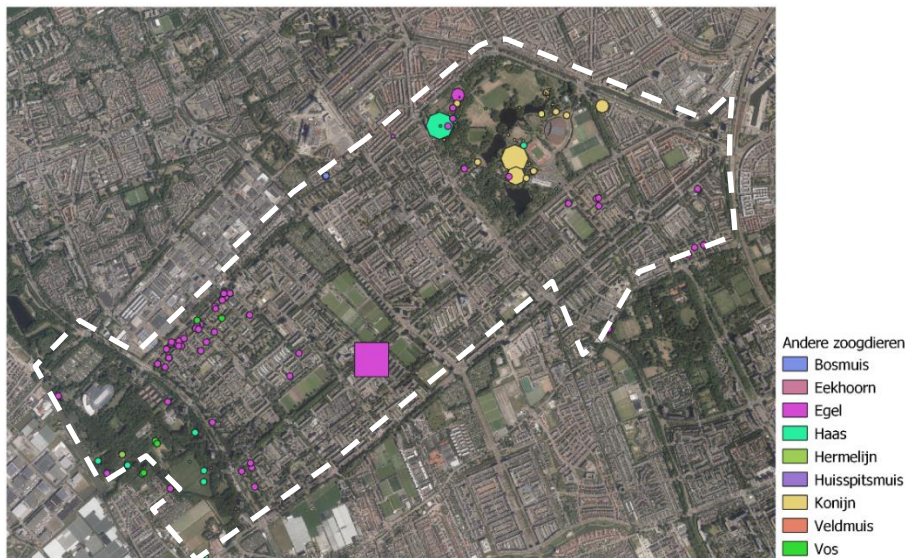 Andere zoogdieren
Bosmuis
Eekhoorn
Egel
Haas
Hermelijn
Huisspitsmuis
Konijn
Veldmuis
Vos